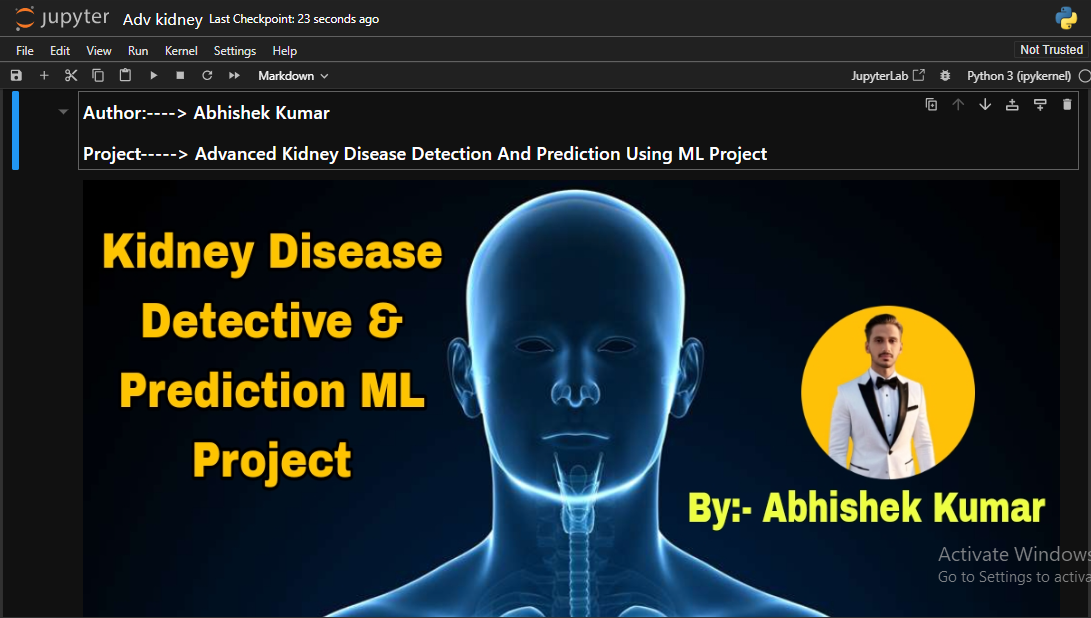 jupyter Adv kidney Last Checkpoint: 23 seconds ago
File Edit View Run Kernel Settings Help Not Trusted
Markdown JupyterLab Python 3 (ipykernel)
Author:----> Abhishek Kumar
Project-----> Advanced Kidney Disease Detection And Prediction Using ML Project
Kidney Disease
Detective &
Prediction ML
Project
By:- Abhishek Kumar
Activate Windows
Go to Settings to activa